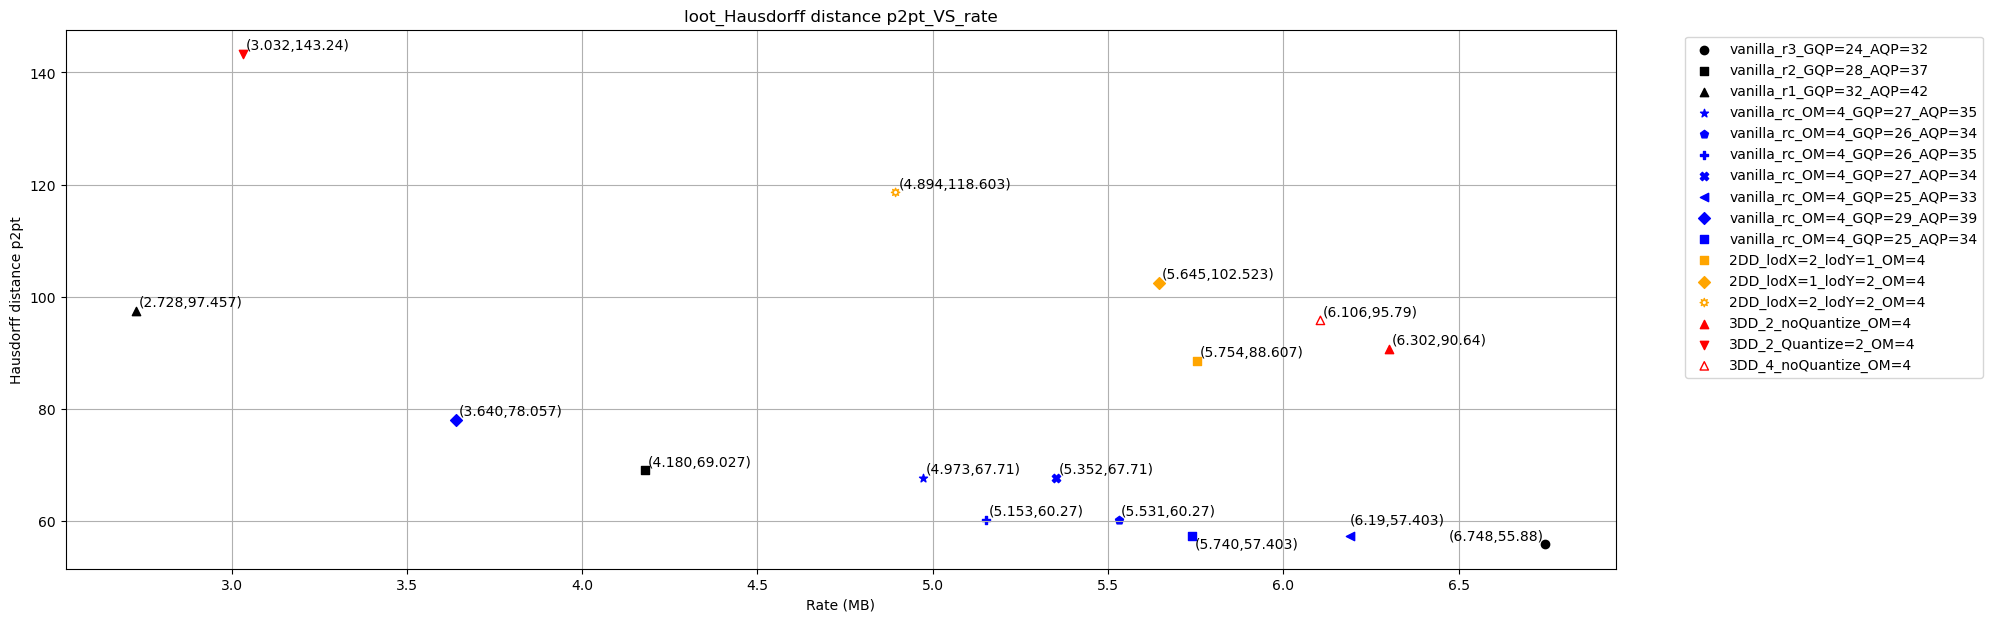 loot_Hausdorff distance p2pt_VS_rate
Hausdorff distance p2pt
140
120
100
80
60
(3.032,143.24)
(4.894,118.603)
(5.645,102.523)
(2.728,97.457)
(6.106,95.79)
(6.302,90.64)
(5.754,88.607)
(3.640,78.057)
(4.180,69.027)
(4.973,67.71)
(5.352,67.71)
(5.153,60.27)
(5.531,60.27)
(6.19,57.403)
(5.740,57.403)
(6.748,55.88)
3.0 3.5 4.0 4.5 5.0 5.5 6.0 6.5
Rate (MB)
vanilla_r3_GQP=24_AQP=32
vanilla_r2_GQP=28_AQP=37
vanilla_r1_GQP=32_AQP=42
vanilla_rc_OM=4_GQP=27_AQP=35
vanilla_rc_OM=4_GQP=26_AQP=34
vanilla_rc_OM=4_GQP=26_AQP=35
vanilla_rc_OM=4_GQP=27_AQP=34
vanilla_rc_OM=4_GQP=25_AQP=33
vanilla_rc_OM=4_GQP=29_AQP=39
vanilla_rc_OM=4_GQP=25_AQP=34
2DD_lodX=2_lodY=1_OM=4
2DD_lodX=1_lodY=2_OM=4
2DD_lodX=2_lodY=2_OM=4
3DD_2_noQuantize_OM=4
3DD_2_Quantize=2_OM=4
3DD_4_noQuantize_OM=4